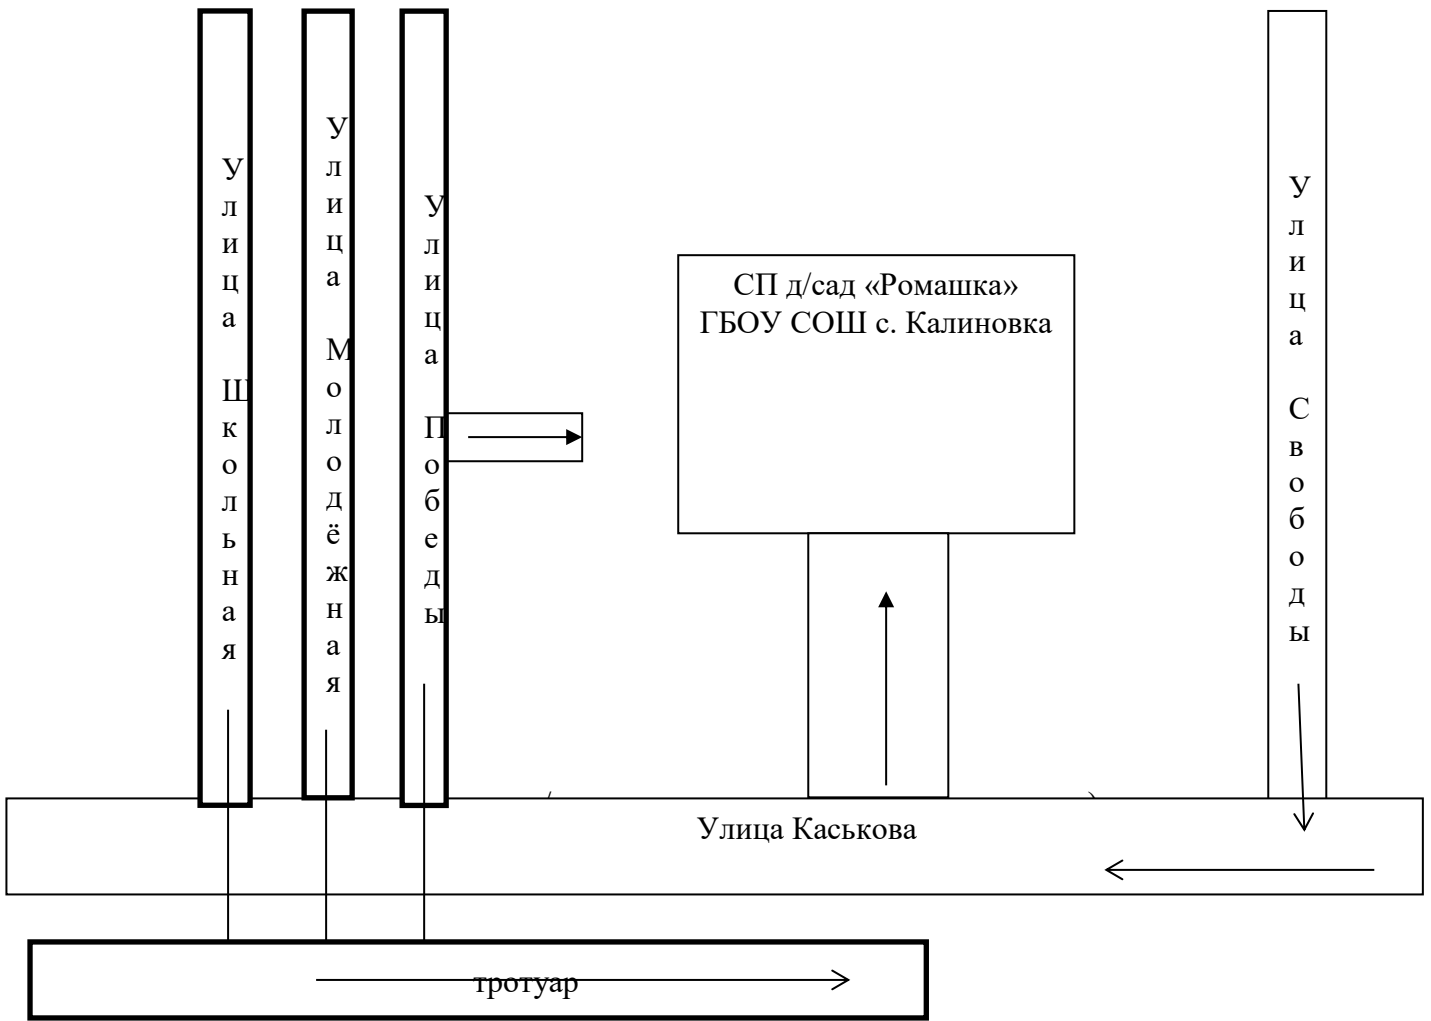 Улица Школьная
Улица Молодёжная
Улица Победы
СП д/сад «Ромашка»
ГБОУ СОШ с. Калиновка
Улица Свободы
Улица Каськова
тротуар